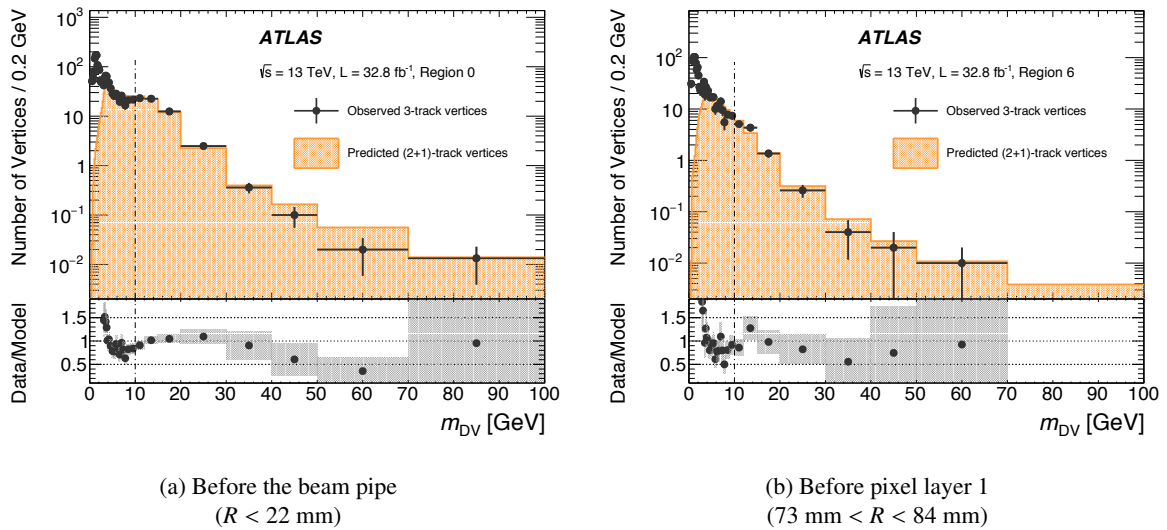 ATLAS
√s = 13 TeV, L = 32.8 fb⁻¹, Region 0
Observed 3-track vertices
Predicted (2+1)-track vertices
Number of Vertices / 0.2 GeV
10³
10²
10
1
10⁻¹
10⁻²
Data/Model
1.5
1
0.5
0 10 20 30 40 50 60 70 80 90 100
m_DV [GeV]
(a) Before the beam pipe
(R < 22 mm)
ATLAS
√s = 13 TeV, L = 32.8 fb⁻¹, Region 6
Observed 3-track vertices
Predicted (2+1)-track vertices
Number of Vertices / 0.2 GeV
10²
10
1
10⁻¹
10⁻²
Data/Model
1.5
1
0.5
0 10 20 30 40 50 60 70 80 90 100
m_DV [GeV]
(b) Before pixel layer 1
(73 mm < R < 84 mm)